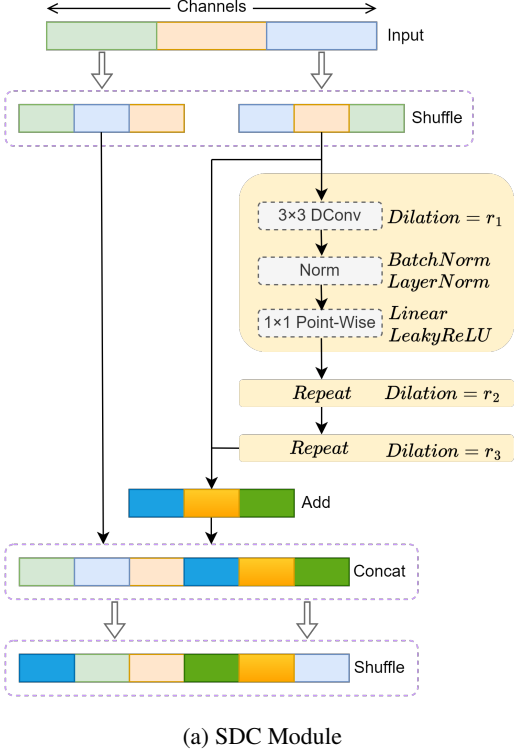 Channels
Input
Shuffle
3×3 DConv
Dilation = r₁
Norm
BatchNorm
LayerNorm
1×1 Point-Wise
Linear
LeakyReLU
Repeat Dilation = r₂
Repeat Dilation = r₃
Add
Concat
Shuffle
(a) SDC Module